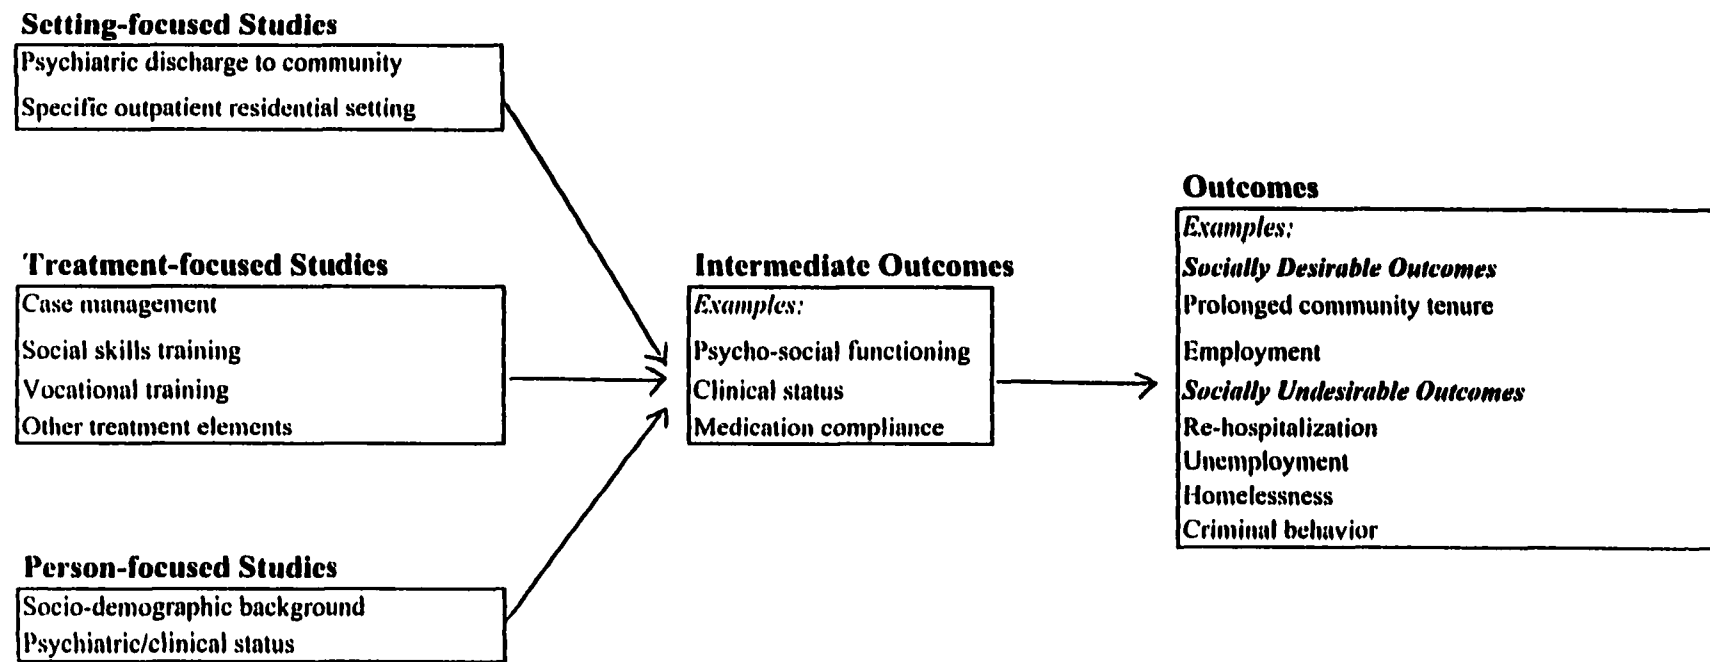 Setting-focused Studies
Psychiatric discharge to community
Specific outpatient residential setting
Treatment-focused Studies
Case management
Social skills training
Vocational training
Other treatment elements
Person-focused Studies
Socio-demographic background
Psychiatric/clinical status
Intermediate Outcomes
Examples:
Psycho-social functioning
Clinical status
Medication compliance
Outcomes
Examples:
Socially Desirable Outcomes
Prolonged community tenure
Employment
Socially Undesirable Outcomes
Re-hospitalization
Unemployment
Homelessness
Criminal behavior